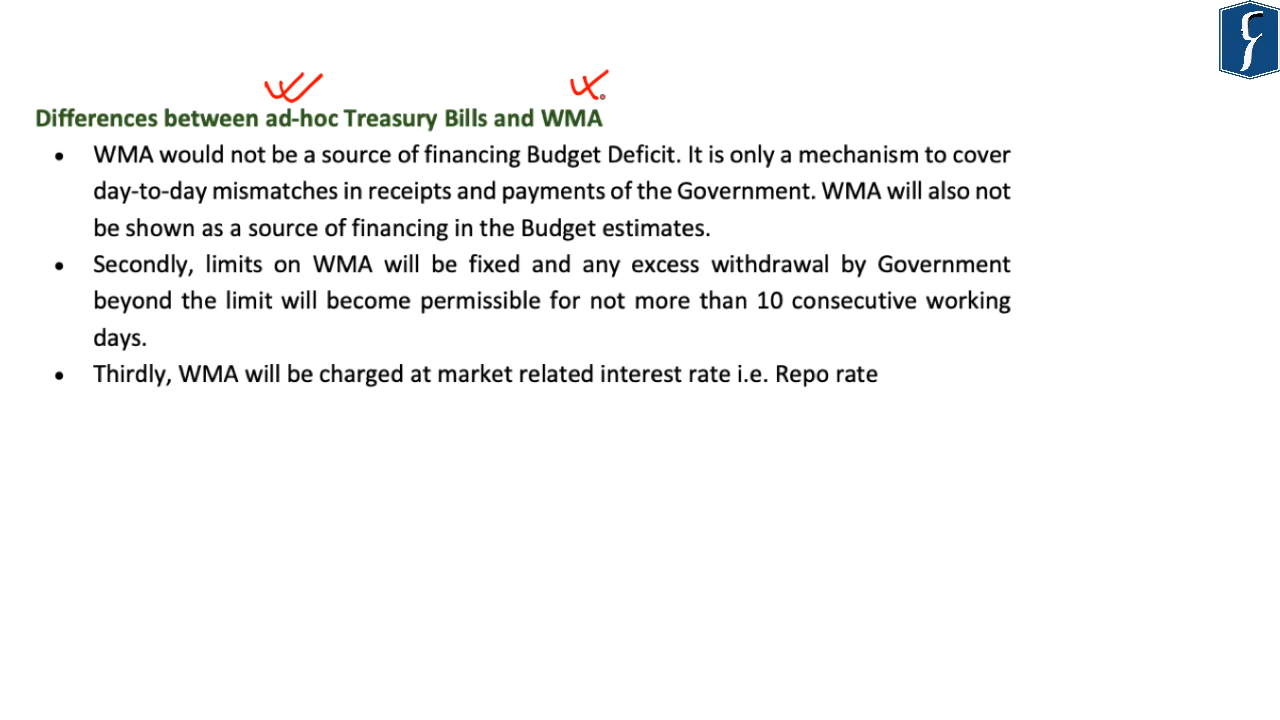 Differences between ad-hoc Treasury Bills and WMA
• WMA would not be a source of financing Budget Deficit. It is only a mechanism to cover
day-to-day mismatches in receipts and payments of the Government. WMA will also not
be shown as a source of financing in the Budget estimates.
• Secondly, limits on WMA will be fixed and any excess withdrawal by Government
beyond the limit will become permissible for not more than 10 consecutive working
days.
• Thirdly, WMA will be charged at market related interest rate i.e. Repo rate